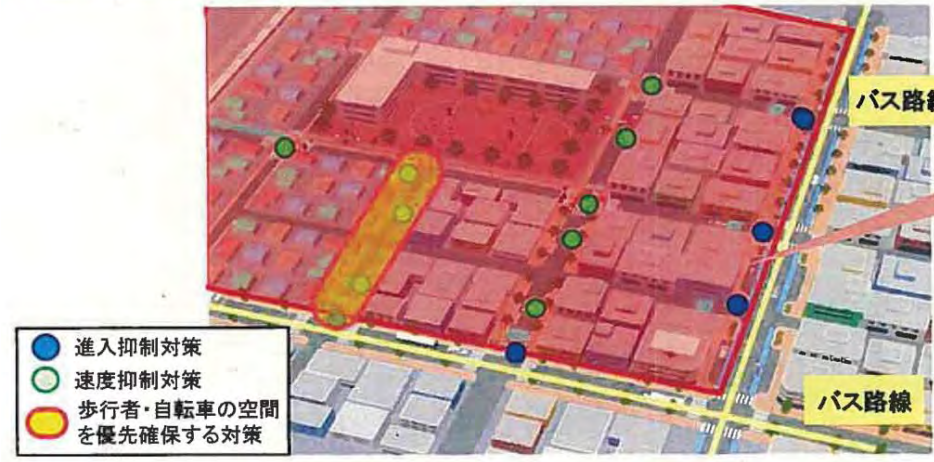 バス路線
進入抑制対策
速度抑制対策
歩行者・自転車の空間
を優先確保する対策
バス路線